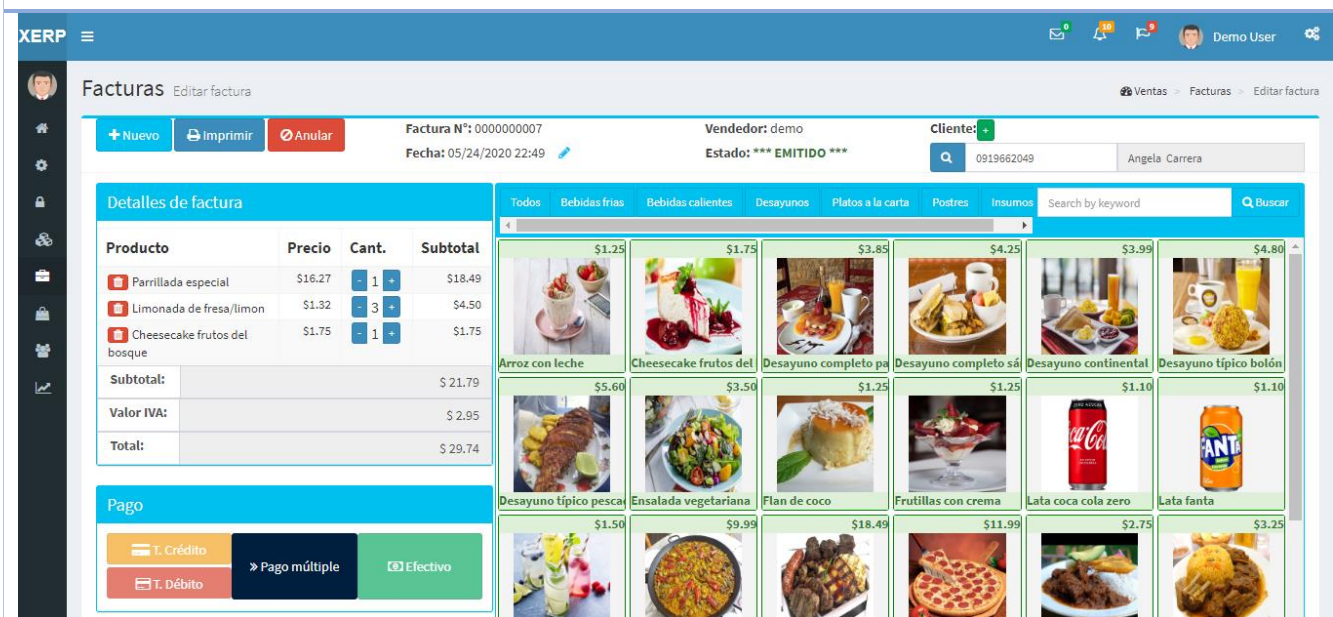 XERP
0 10 9 Demo User
Facturas Editar factura
Ventas > Facturas > Editar factura
+ Nuevo Imprimir Anular
Factura N°: 0000000007
Fecha: 05/24/2020 22:49
Vendedor: demo
Estado: *** EMITIDO ***
Cliente: +
0919662049 Angela Carrera
Detalles de factura
Producto Precio Cant. Subtotal
Parrillada especial $16.27 - 1 + $18.49
Limonada de fresa/limon $1.32 - 3 + $4.50
Cheesecake frutos del $1.75 - 1 + $1.75
bosque
Subtotal: $ 21.79
Valor IVA: $ 2.95
Total: $ 29.74
Pago
T. Crédito
T. Débito
» Pago múltiple
Efectivo
Todos Bebidas frias Bebidas calientes Desayunos Platos a la carta Postres Insumos Search by keyword Buscar
$1.25 $1.75 $3.85 $4.25 $3.99 $4.80
Arroz con leche Cheesecake frutos del Desayuno completo pa Desayuno completo sá Desayuno continental Desayuno típico bolón
$5.60 $3.50 $1.25 $1.25 $1.10 $1.10
Coca-Cola FANTA
Desayuno típico pesca Ensalada vegetariana Flan de coco Frutillas con crema Lata coca cola zero Lata fanta
$1.50 $9.99 $18.49 $11.99 $2.75 $3.25